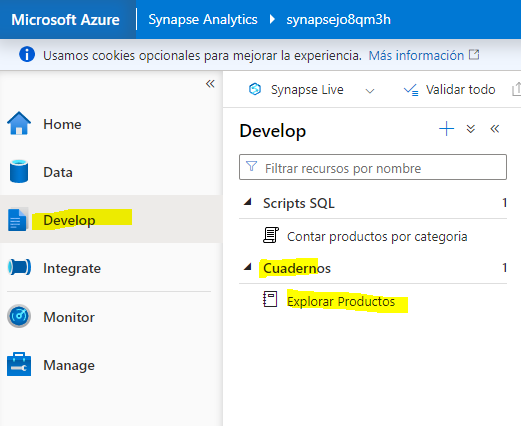 Microsoft Azure Synapse Analytics synapsejo8qm3h
Usamos cookies opcionales para mejorar la experiencia. Más información
Home
Data
Develop
Integrate
Monitor
Manage
Synapse Live Validar todo
Develop
Filtrar recursos por nombre
Scripts SQL 1
Contar productos por categoria
Cuadernos 1
Explorar Productos